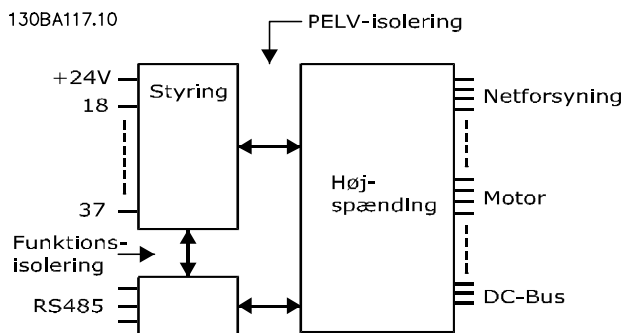 130BA117.10
PELV-isolering
+24V
Styring
18
Netforsyning
Høj-
spænding
37
Motor
Funktions-
isolering
RS485
DC-Bus